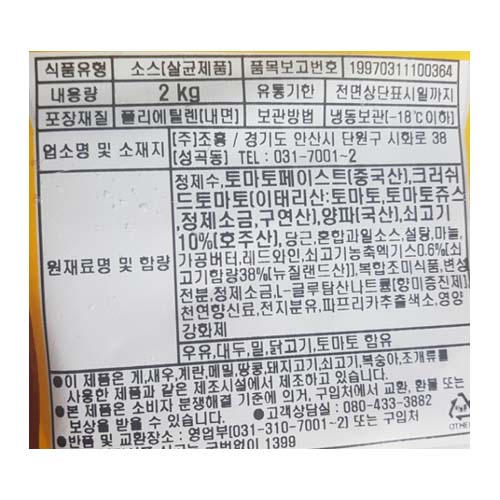 식품유형 소스[살균제품] 품목보고번호 19970311100364
내용량 2 kg 유통기한 전면상단표시일까지
포장재질 폴리에틸렌[내면] 보관방법 냉동보관(-18℃이하)
업소명 및 소재지 (주)조흥 / 경기도 안산시 단원구 시화로 38
(성곡동) TEL : 031-7001~2
원재료명 및 함량
정제수,토마토페이스트(중국산),크러쉬
드토마토(이태리산:토마토,토마토쥬스
,정제소금,구연산),양파(국산),쇠고기
10%(호주산), 당근,혼합과일소스,설탕,마늘,
가공버터,레드와인,쇠고기농축엑기스0.6%[쇠
고기함량38%(뉴질랜드산)],복합조미식품,변성
전분,정제소금,L-글루탐산나트륨[향미증진제],
천연향신료,전지분유,파프리카추출색소,영양
강화제
우유,대두,밀,닭고기,토마토 함유
●이 제품은 게,새우,계란,메밀,땅콩,돼지고기,쇠고기,복숭아,조개류를
사용한 제품과 같은 제조시설에서 제조하고 있습니다.
●본 제품은 소비자 분쟁해결 기준에 의거, 구입처에서 교환, 환불 또는
보상을 받을 수 있습니다. ●고객상담실 : 080-433-3882
●반품 및 교환장소 : 영업부(031-310-7001~2) 또는 구입처
국번없이 1399
OTHER